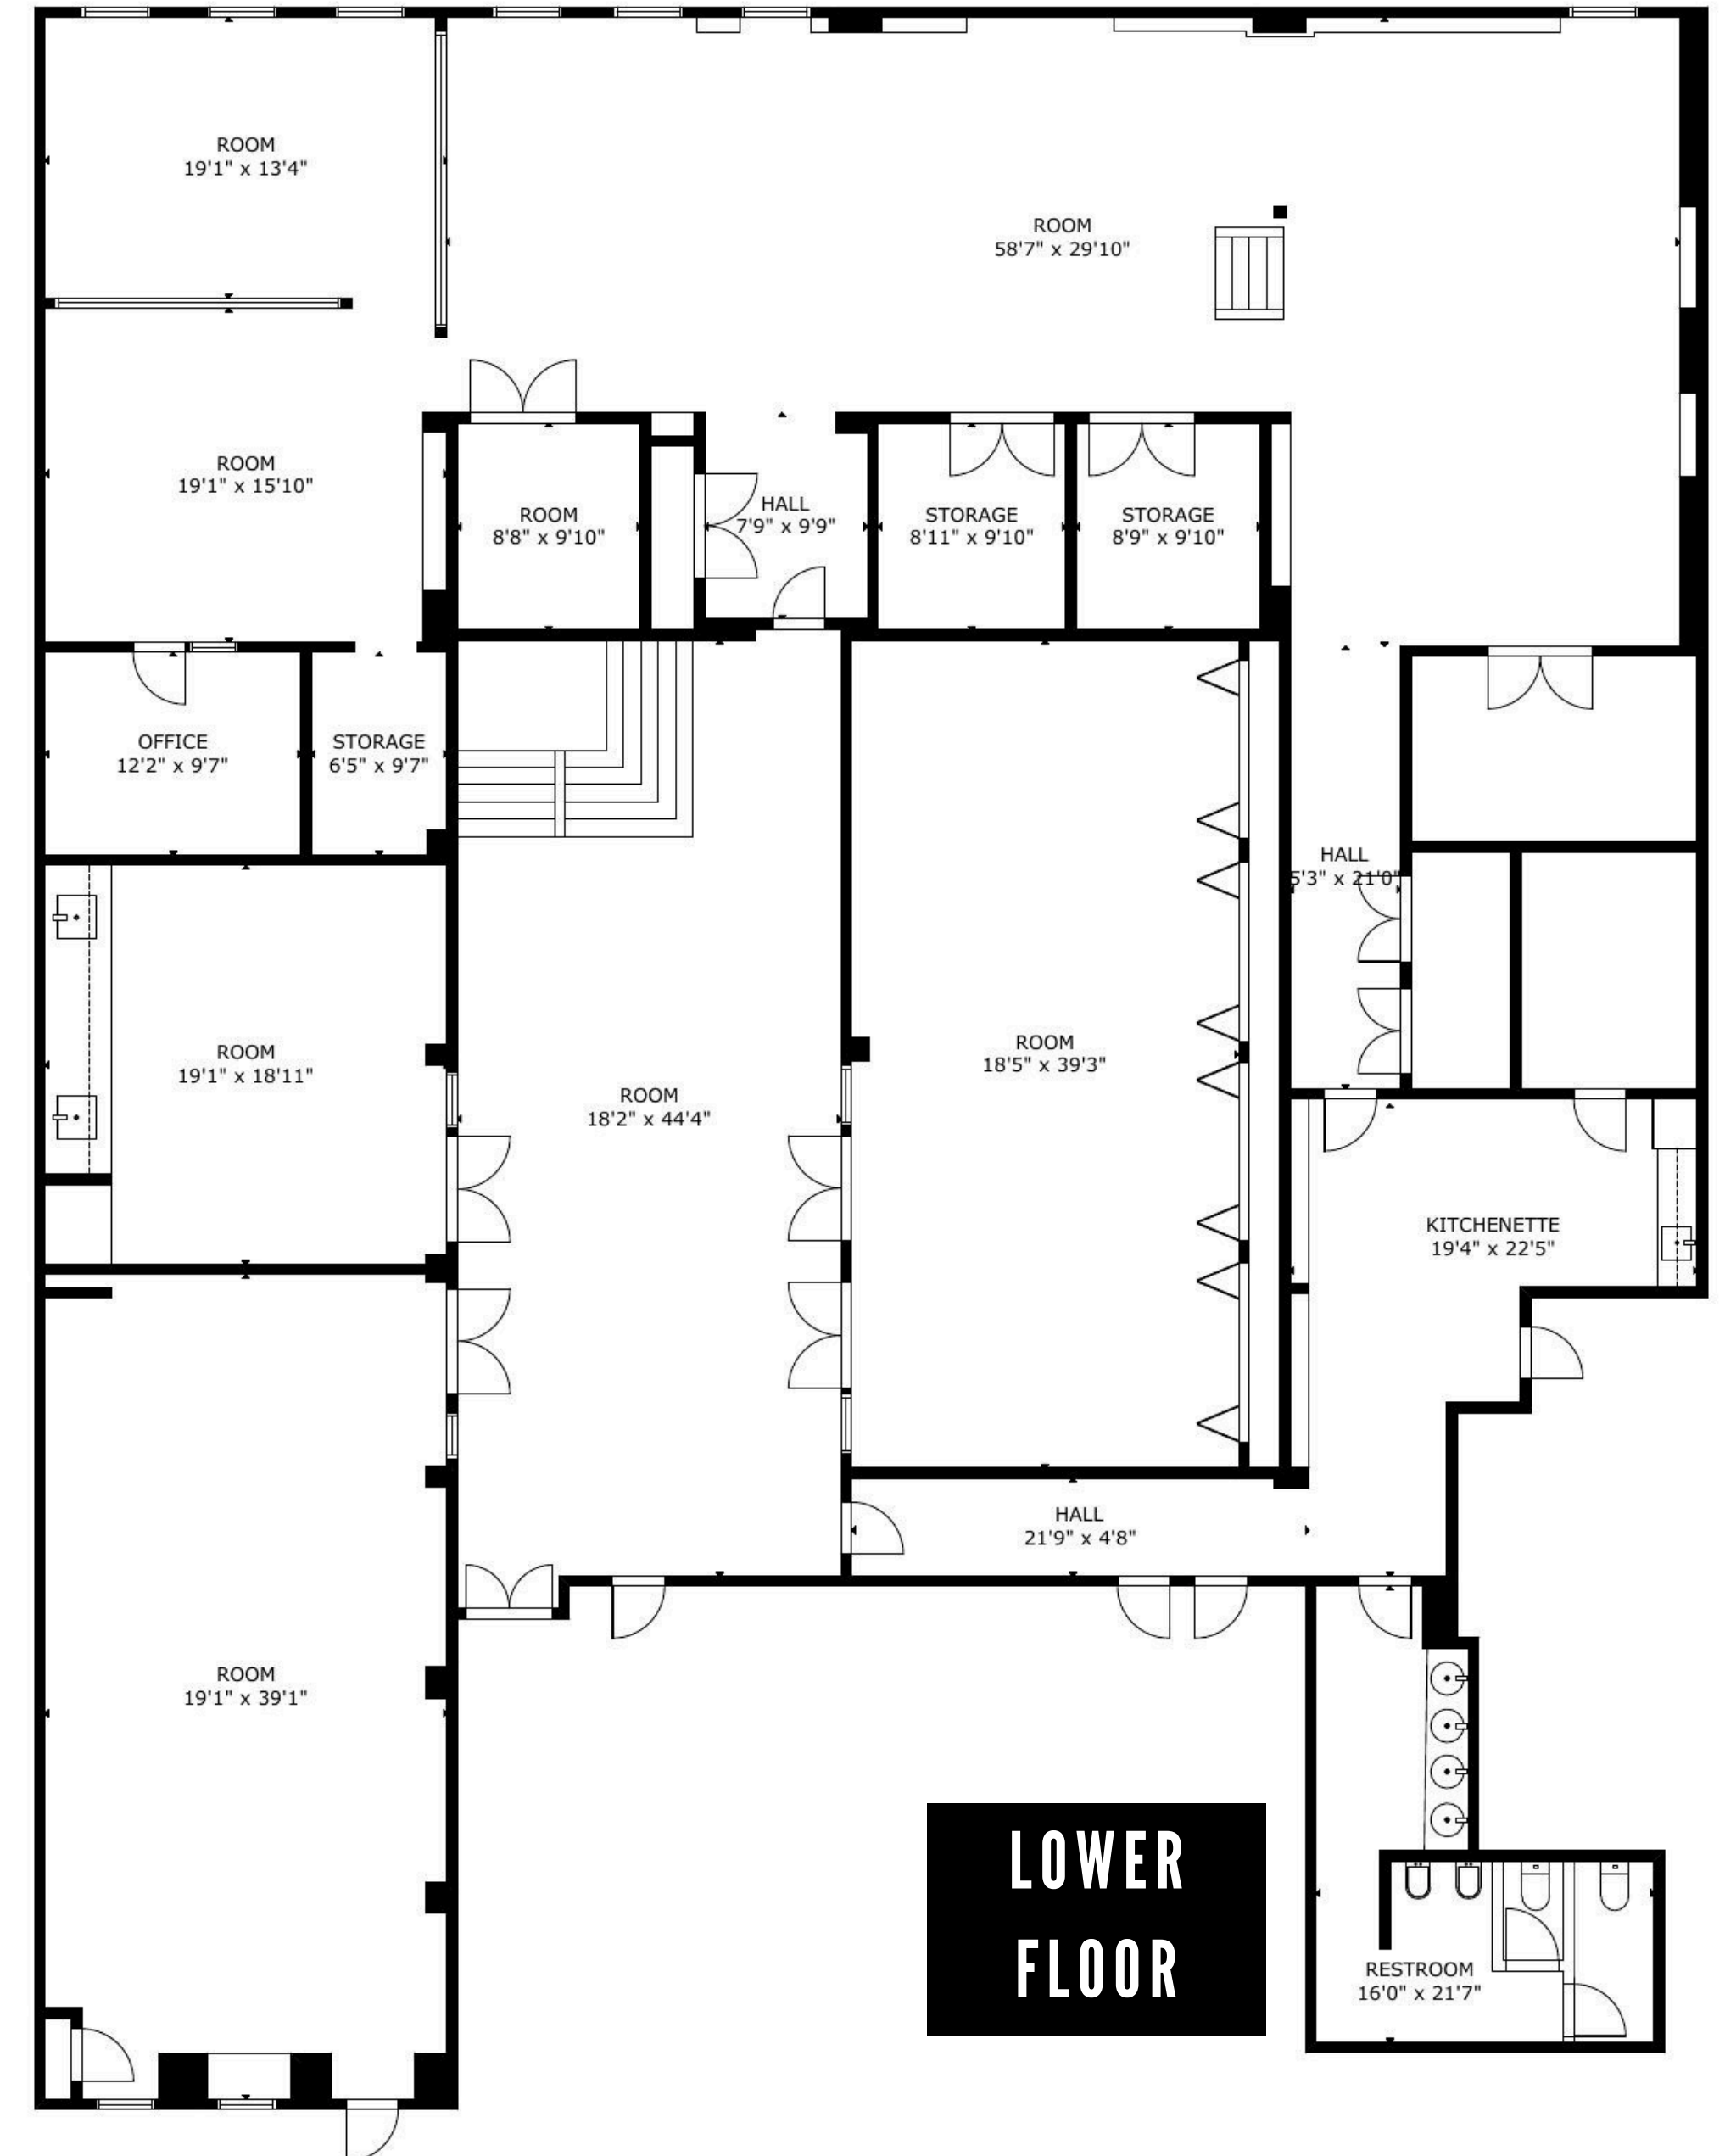 ROOM
19'1" x 13'4"
ROOM
58'7" x 29'10"
ROOM
19'1" x 15'10"
ROOM
8'8" x 9'10"
HALL
7'9" x 9'9"
STORAGE
8'11" x 9'10"
STORAGE
8'9" x 9'10"
OFFICE
12'2" x 9'7"
STORAGE
6'5" x 9'7"
HALL
5'3" x 21'0"
ROOM
19'1" x 18'11"
ROOM
18'2" x 44'4"
ROOM
18'5" x 39'3"
KITCHENETTE
19'4" x 22'5"
HALL
21'9" x 4'8"
ROOM
19'1" x 39'1"
LOWER
FLOOR
RESTROOM
16'0" x 21'7"